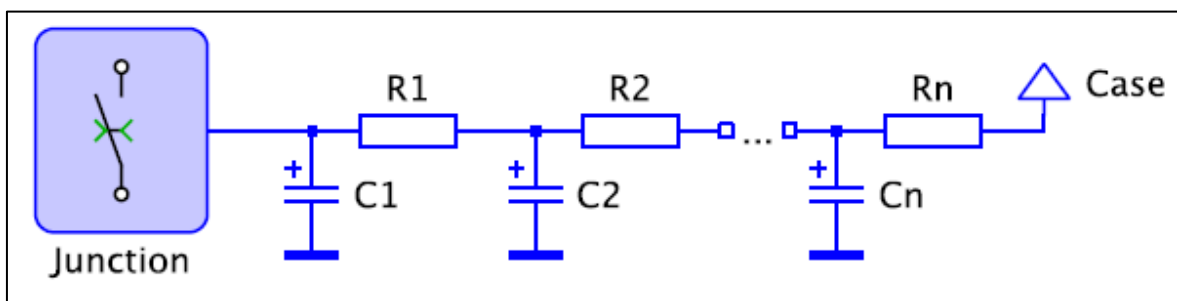 R1
R2
Rn
Case
+
C1
+
C2
...
+
Cn
Junction